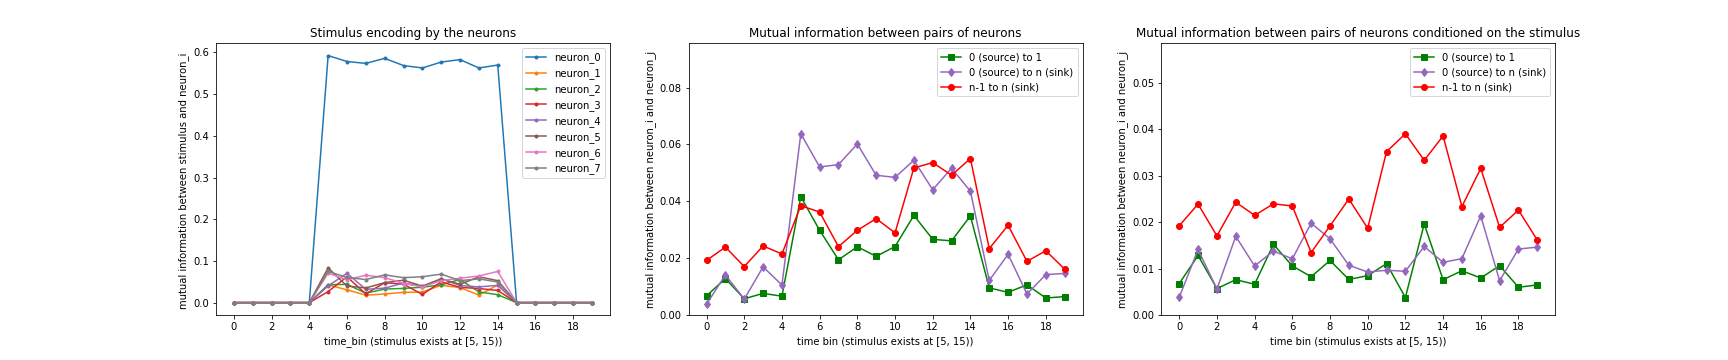 Stimulus encoding by the neurons
mutual information between stimulus and neuron_i
0.6
0.5
0.4
0.3
0.2
0.1
0.0
neuron_0
neuron_1
neuron_2
neuron_3
neuron_4
neuron_5
neuron_6
neuron_7
0 2 4 6 8 10 12 14 16 18
time_bin (stimulus exists at [5, 15))
Mutual information between pairs of neurons
mutual information between neuron_i and neuron_j
0.08
0.06
0.04
0.02
0.00
0 (source) to 1
0 (source) to n (sink)
n-1 to n (sink)
0 2 4 6 8 10 12 14 16 18
time bin (stimulus exists at [5, 15))
Mutual information between pairs of neurons conditioned on the stimulus
mutual information between neuron_i and neuron_j
0.05
0.04
0.03
0.02
0.01
0.00
0 (source) to 1
0 (source) to n (sink)
n-1 to n (sink)
0 2 4 6 8 10 12 14 16 18
time bin (stimulus exists at [5, 15))